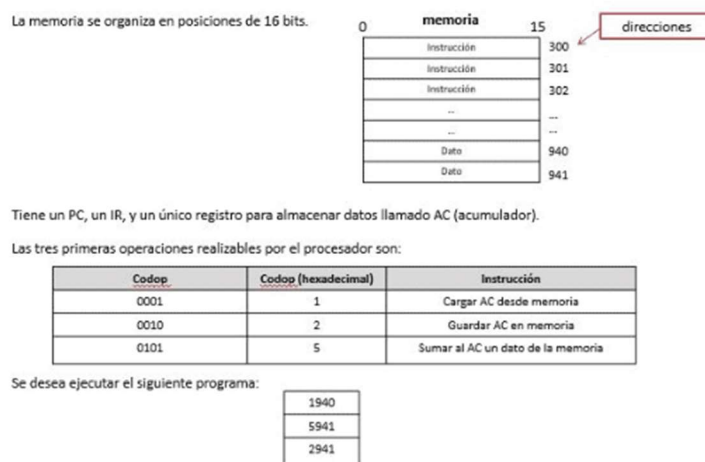 La memoria se organiza en posiciones de 16 bits.
0 memoria 15
direcciones
Instrucción 300
Instrucción 301
Instrucción 302
... ...
... ...
Dato 940
Dato 941
Tiene un PC, un IR, y un único registro para almacenar datos llamado AC (acumulador).
Las tres primeras operaciones realizables por el procesador son:
Codop Codop (hexadecimal) Instrucción
0001 1 Cargar AC desde memoria
0010 2 Guardar AC en memoria
0101 5 Sumar al AC un dato de la memoria
Se desea ejecutar el siguiente programa:
1940
5941
2941